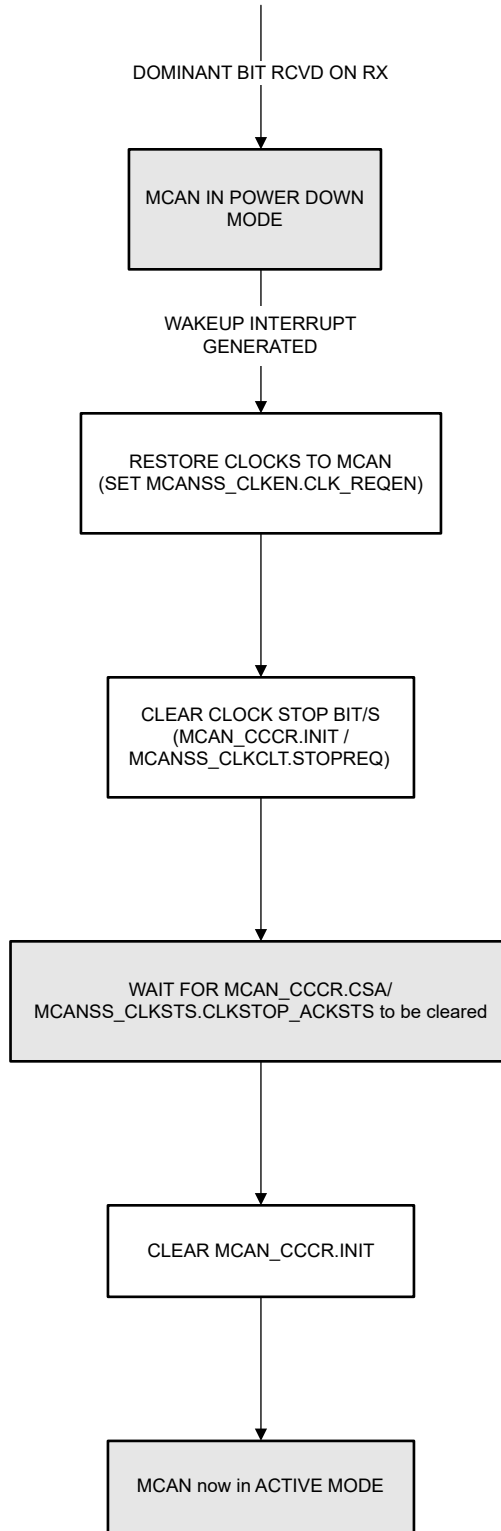 DOMINANT BIT RCVD ON RX
MCAN IN POWER DOWN
MODE
WAKEUP INTERRUPT
GENERATED
RESTORE CLOCKS TO MCAN
(SET MCANSS_CLKEN.CLK_REQEN)
CLEAR CLOCK STOP BIT/S
(MCAN_CCCR.INIT /
MCANSS_CLKCLT.STOPREQ)
WAIT FOR MCAN_CCCR.CSA/
MCANSS_CLKSTS.CLKSTOP_ACKSTS to be cleared
CLEAR MCAN_CCCR.INIT
MCAN now in ACTIVE MODE